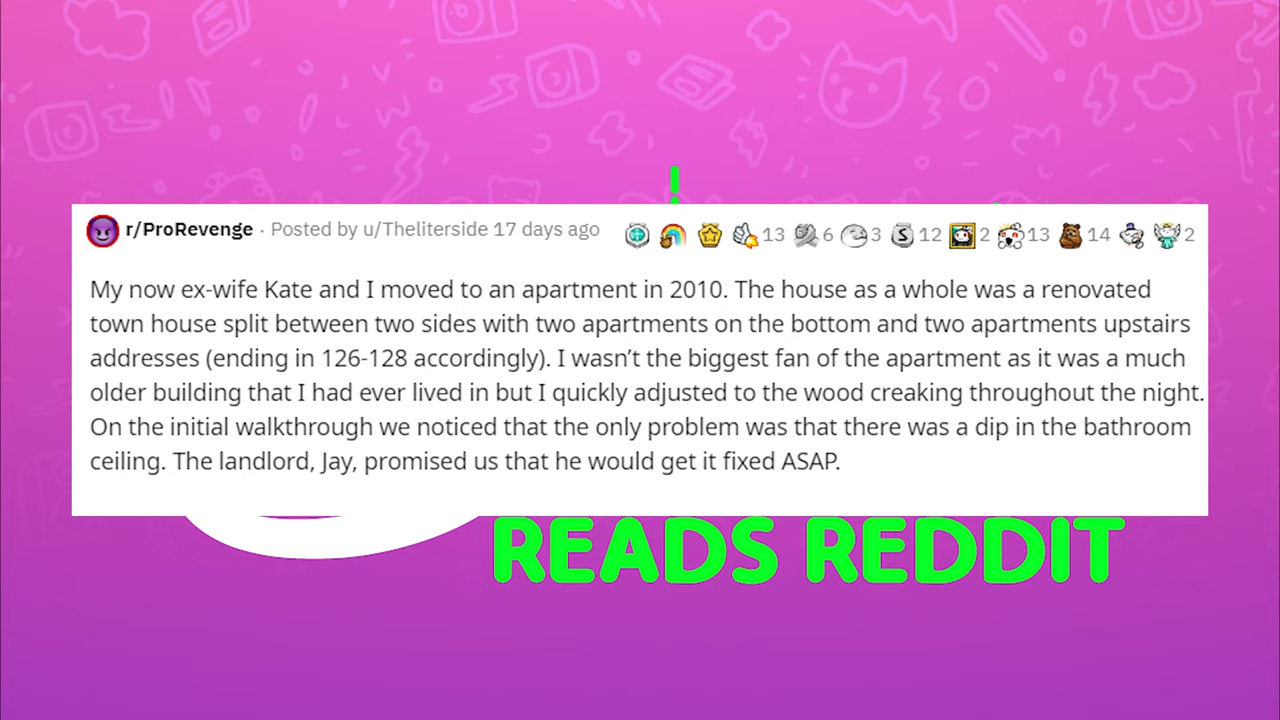 r/ProRevenge · Posted by u/Theliterside 17 days ago 13 6 3 S 12 2 13 14 2
My now ex-wife Kate and I moved to an apartment in 2010. The house as a whole was a renovated
town house split between two sides with two apartments on the bottom and two apartments upstairs
addresses (ending in 126-128 accordingly). I wasn’t the biggest fan of the apartment as it was a much
older building that I had ever lived in but I quickly adjusted to the wood creaking throughout the night.
On the initial walkthrough we noticed that the only problem was that there was a dip in the bathroom
ceiling. The landlord, Jay, promised us that he would get it fixed ASAP.
READS REDDIT